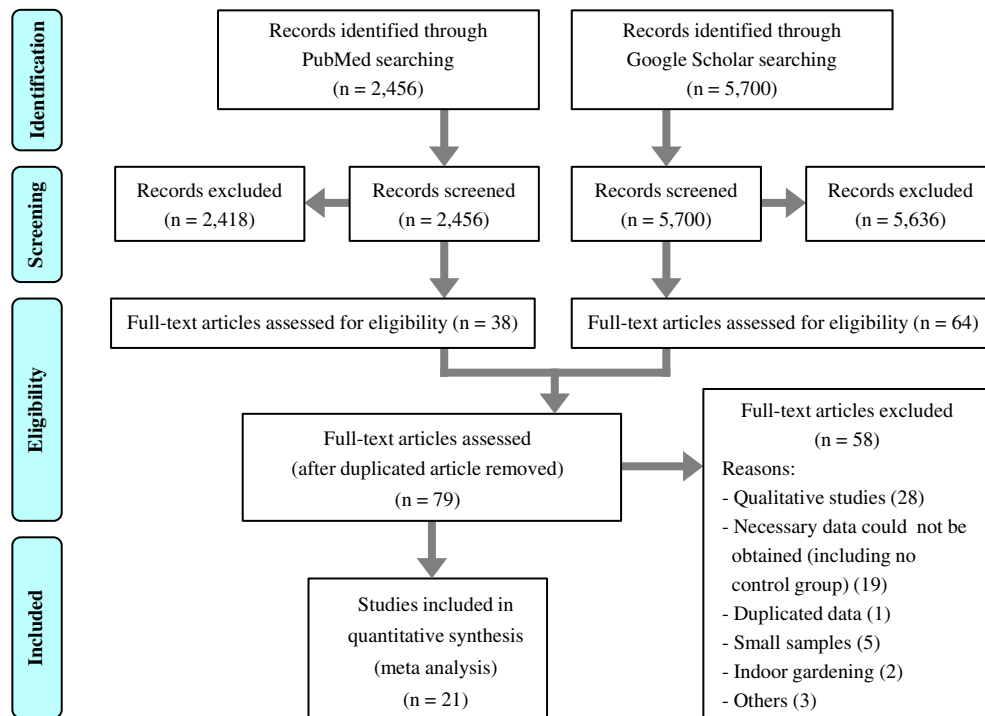 Identification
Records identified through
PubMed searching
(n = 2,456)
Records identified through
Google Scholar searching
(n = 5,700)
Screening
Records excluded
(n = 2,418)
Records screened
(n = 2,456)
Records screened
(n = 5,700)
Records excluded
(n = 5,636)
Eligibility
Full-text articles assessed for eligibility (n = 38)
Full-text articles assessed for eligibility (n = 64)
Full-text articles assessed
(after duplicated article removed)
(n = 79)
Full-text articles excluded
(n = 58)
Reasons:
- Qualitative studies (28)
- Necessary data could not be
obtained (including no
control group) (19)
- Duplicated data (1)
- Small samples (5)
- Indoor gardening (2)
- Others (3)
Included
Studies included in
quantitative synthesis
(meta analysis)
(n = 21)